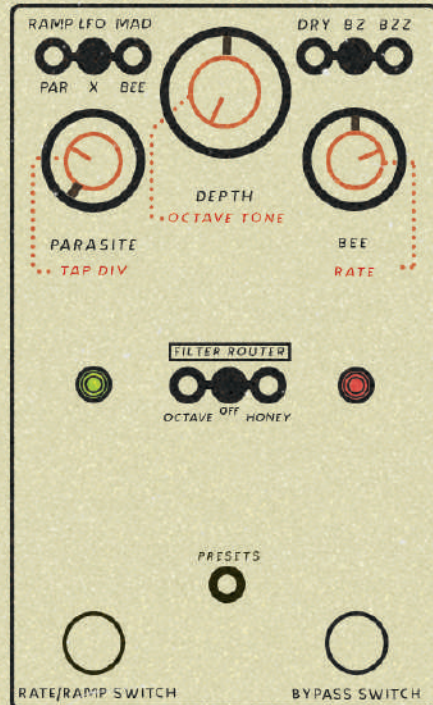 RAMP LFO MAD
DRY BZ BZZ
PAR X BEE
DEPTH
OCTAVE TONE
PARASITE
TAP DIV
BEE
RATE
FILTER ROUTER
OCTAVE OFF HONEY
PRESETS
RATE/RAMP SWITCH
BYPASS SWITCH